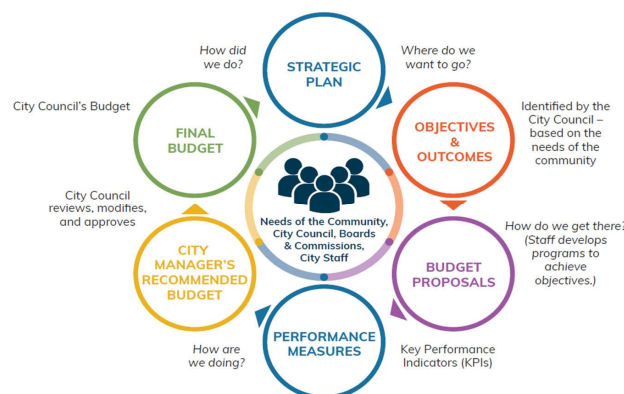 How did
we do?
STRATEGIC
PLAN
Where do we
want to go?
City Council's Budget
FINAL
BUDGET
OBJECTIVES
&
OUTCOMES
Identified by the
City Council –
based on the
needs of the
community
City Council
reviews, modifies,
and approves
Needs of the Community,
City Council, Boards
& Commissions,
City Staff
How do we get there?
(Staff develops
programs to
achieve
objectives.)
CITY
MANAGER'S
RECOMMENDED
BUDGET
BUDGET
PROPOSALS
How are
we doing?
PERFORMANCE
MEASURES
Key Performance
Indicators (KPIs)